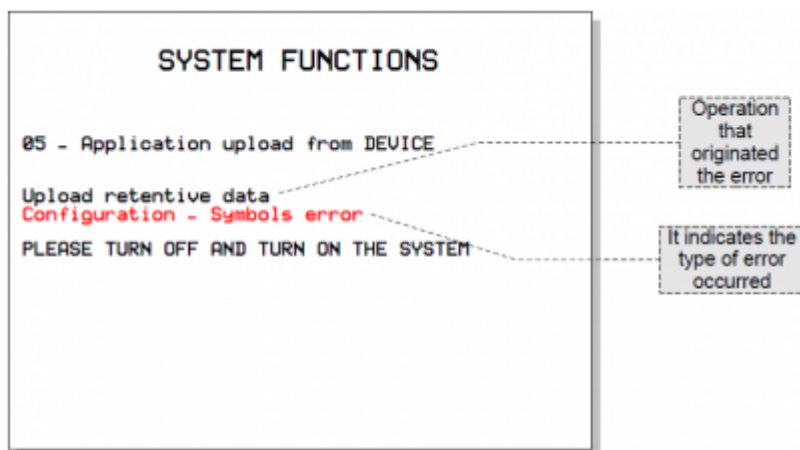 SYSTEM FUNCTIONS
05 - Application upload from DEVICE
Upload retentive data
Configuration - Symbols error
PLEASE TURN OFF AND TURN ON THE SYSTEM
Operation
that
originated
the error
It indicates the
type of error
occurred